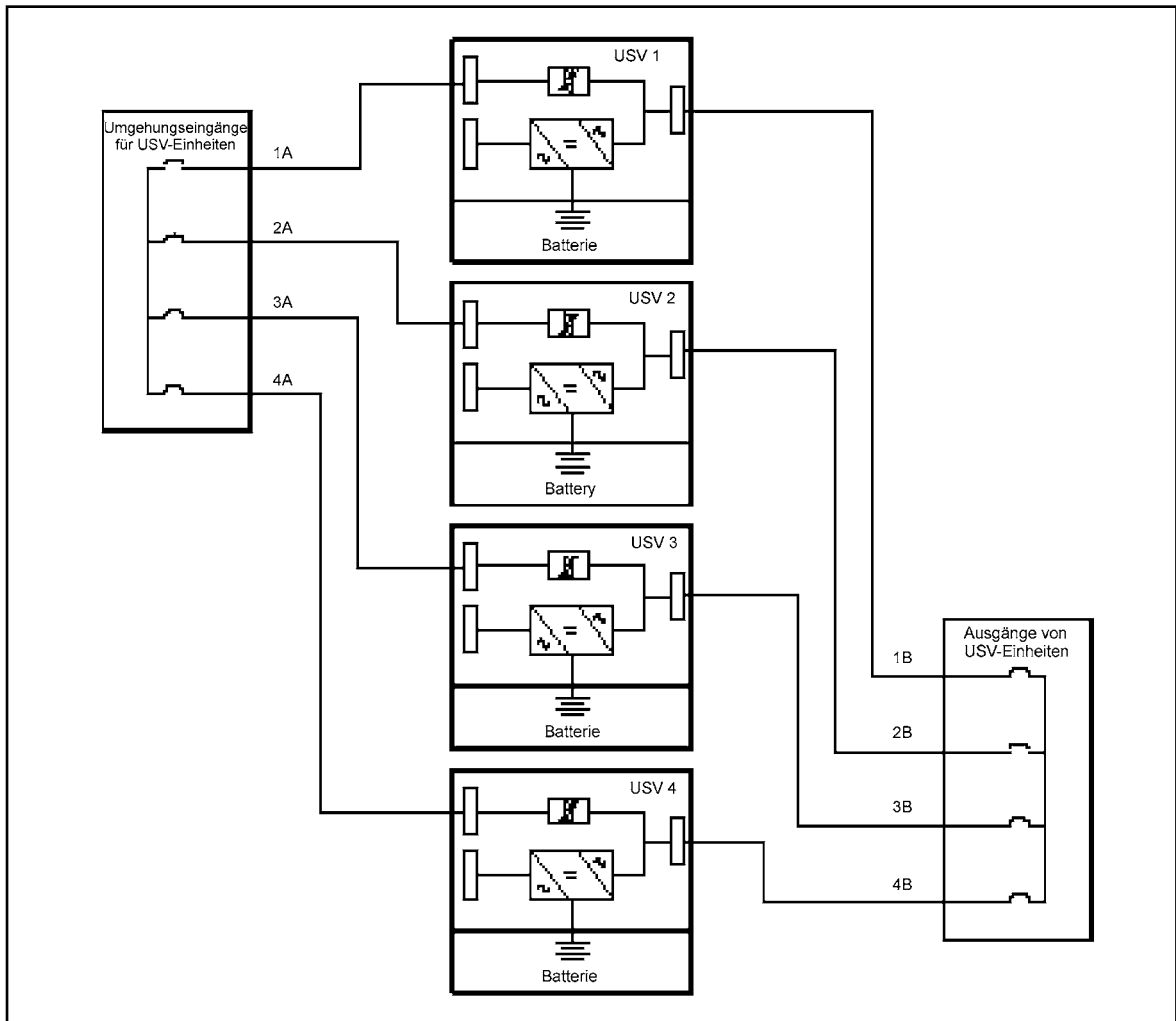 USV 1
Umgehungseingänge
für USV-Einheiten
1A
2A
3A
4A
Batterie
USV 2
Battery
USV 3
Batterie
USV 4
Batterie
Ausgänge von
USV-Einheiten
1B
2B
3B
4B